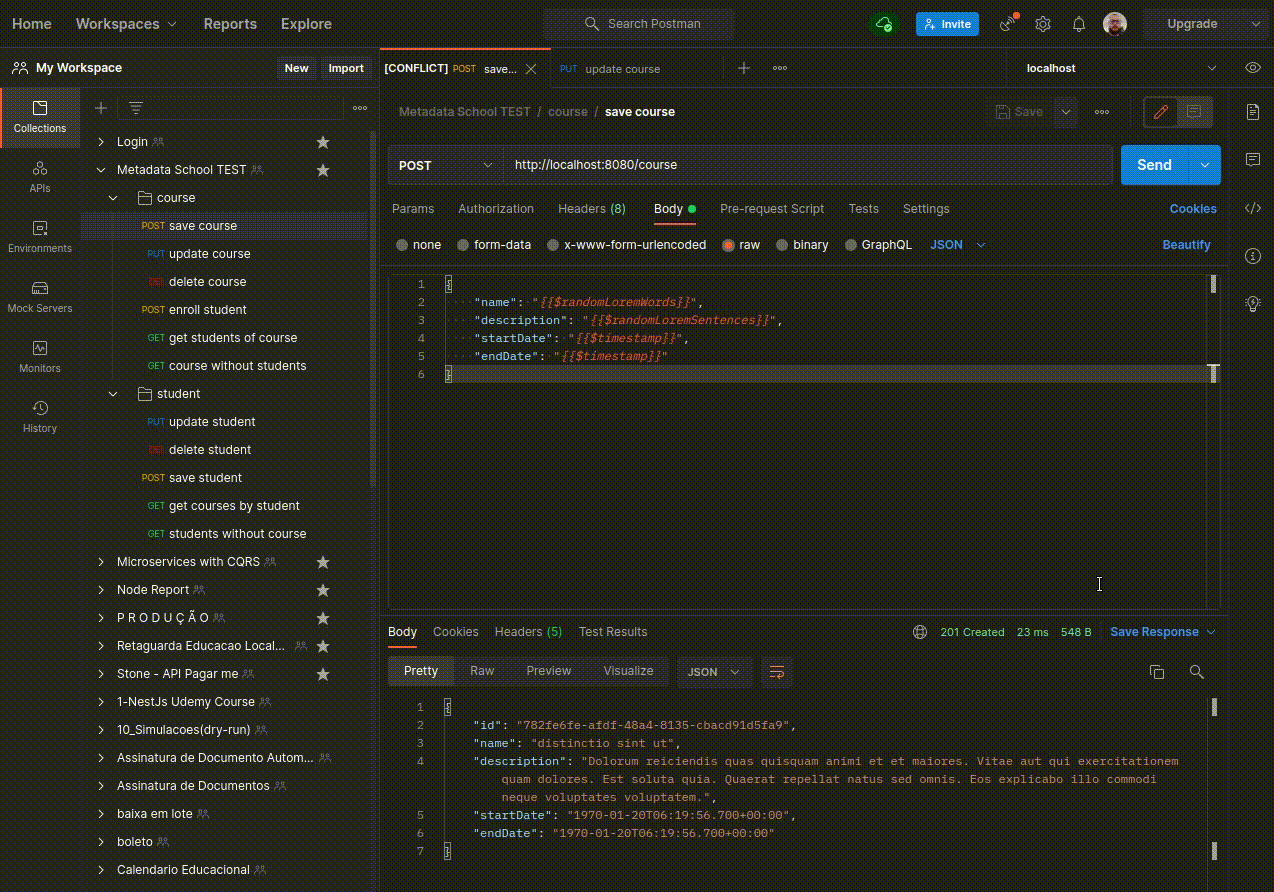 Home Workspaces Reports Explore Search Postman Invite Upgrade
My Workspace New Import
[CONFLICT] POST save... PUT update course localhost
Collections
APIs
Environments
Mock Servers
Monitors
History
Login
Metadata School TEST
course
POST save course
PUT update course
DEL delete course
POST enroll student
GET get students of course
GET course without students
student
PUT update student
DEL delete student
POST save student
GET get courses by student
GET students without course
Microservices with CQRS
Node Report
P R O D U Ç Ã O
Retaguarda Educacao Local...
Stone - API Pagar me
1-NestJs Udemy Course
10_Simulacoes(dry-run)
Assinatura de Documento Autom...
Assinatura de Documentos
baixa em lote
boleto
Calendario Educacional
Metadata School TEST / course / save course Save
POST http://localhost:8080/course Send
Params Authorization Headers (8) Body Pre-request Script Tests Settings Cookies
none form-data x-www-form-urlencoded raw binary GraphQL JSON Beautify
1 {
2 "name": "{{$randomLoremWords}}",
3 "description": "{{$randomLoremSentences}}",
4 "startDate": "{{$timestamp}}",
5 "endDate": "{{$timestamp}}"
6 }
Body Cookies Headers (5) Test Results 201 Created 23 ms 548 B Save Response
Pretty Raw Preview Visualize JSON
1 {
2 "id": "782fe6fe-afdf-48a4-8135-cbacd91d5fa9",
3 "name": "distinctio sint ut",
4 "description": "Dolorum reiciendis quas quisquam animi et et maiores. Vitae aut qui exercitationem
quam dolores. Est soluta quia. Quaerat repellat natus sed omnis. Eos explicabo illo commodi
neque voluptates voluptatem.",
5 "startDate": "1970-01-20T06:19:56.700+00:00",
6 "endDate": "1970-01-20T06:19:56.700+00:00"
7 }